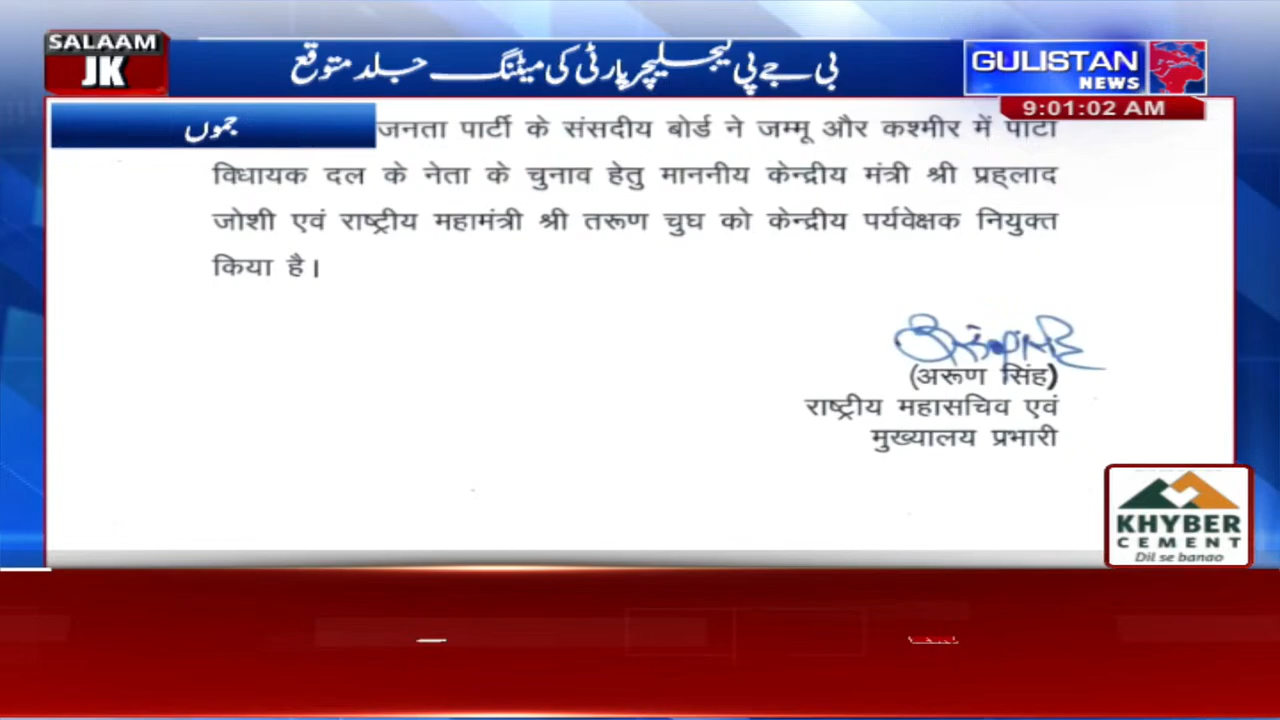 SALAAM
JK
بی جے پی لیجسلیچر پارٹی کی میٹنگ جلد متوقع
GULISTAN
NEWS
9:01:02 AM
جموں
जनता पार्टी के संसदीय बोर्ड ने जम्मू और कश्मीर में पार्टी
विधायक दल के नेता के चुनाव हेतु माननीय केन्द्रीय मंत्री श्री प्रह्लाद
जोशी एवं राष्ट्रीय महामंत्री श्री तरूण चुघ को केन्द्रीय पर्यवेक्षक नियुक्त
किया है।
(अरूण सिंह)
राष्ट्रीय महासचिव एवं
मुख्यालय प्रभारी
KHYBER
CEMENT
Dil se banao